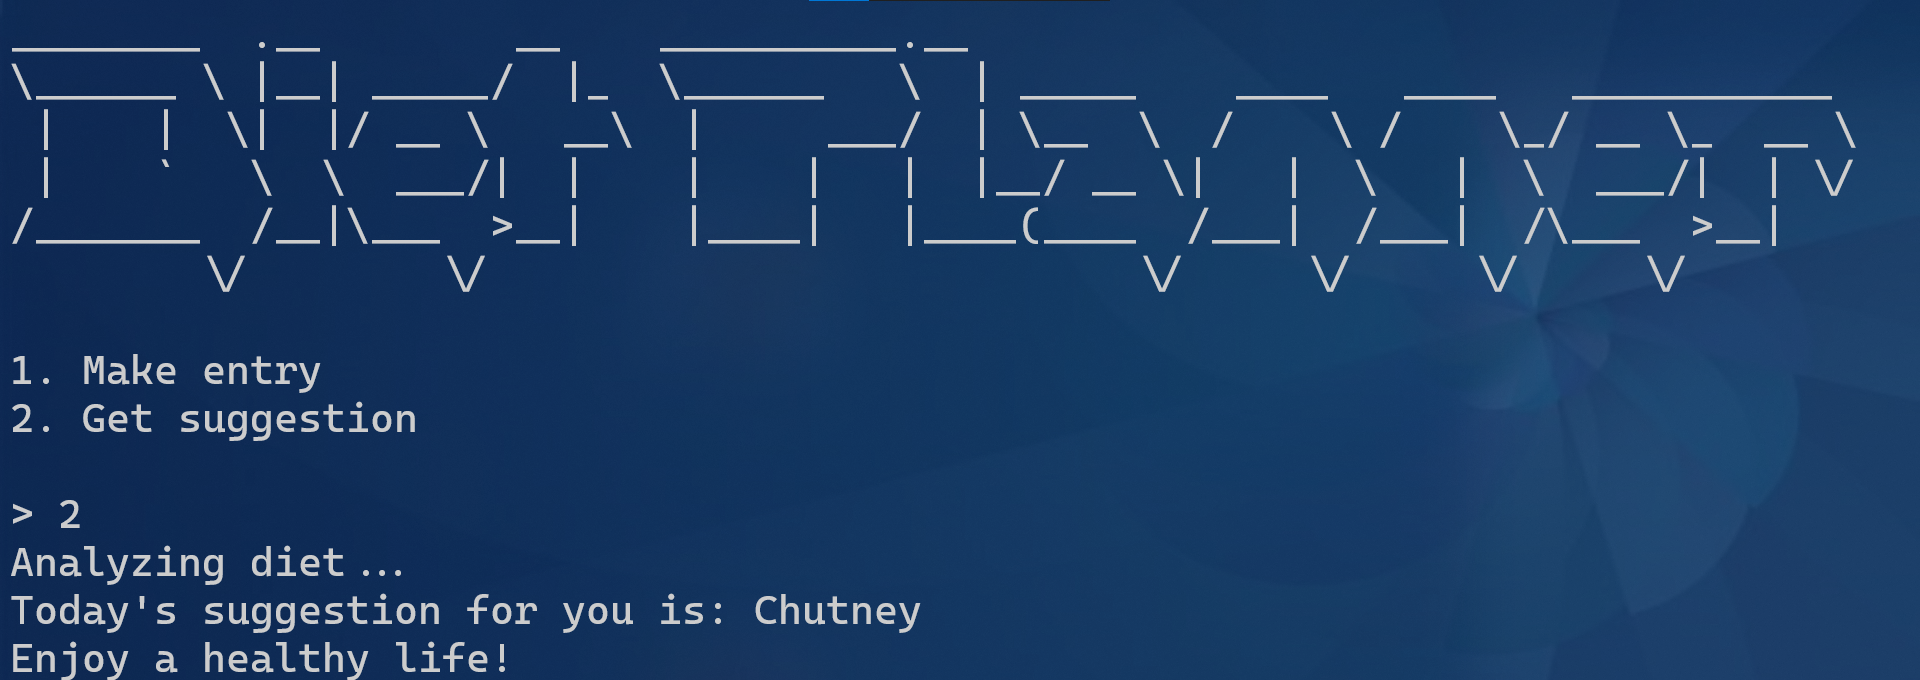 Diet Planner
1. Make entry
2. Get suggestion
> 2
Analyzing diet...
Today's suggestion for you is: Chutney
Enjoy a healthy life!